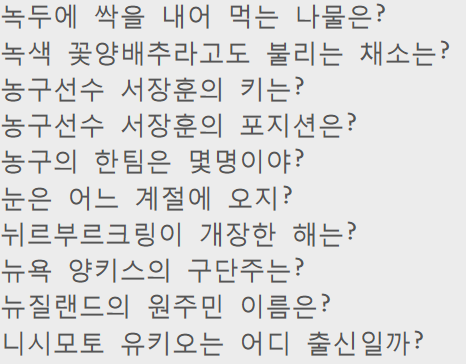 녹두에 싹을 내어 먹는 나물은?
녹색 꽃양배추라고도 불리는 채소는?
농구선수 서장훈의 키는?
농구선수 서장훈의 포지션은?
농구의 한팀은 몇명이야?
눈은 어느 계절에 오지?
뉘르부르크링이 개장한 해는?
뉴욕 양키스의 구단주는?
뉴질랜드의 원주민 이름은?
니시모토 유키오는 어디 출신일까?